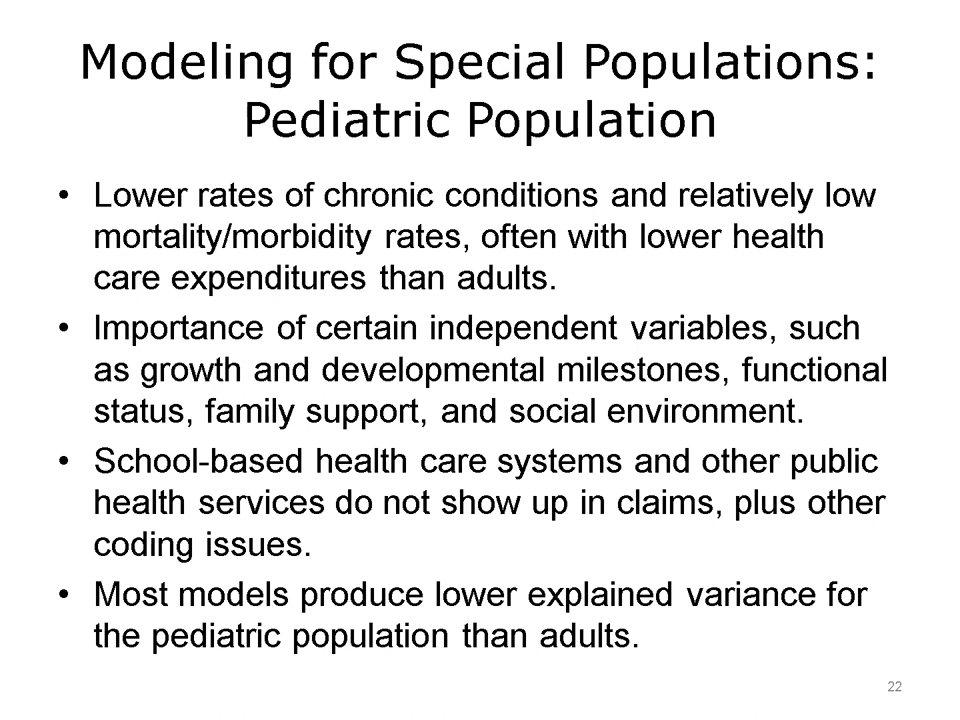 Modeling for Special Populations:
Pediatric Population
• Lower rates of chronic conditions and relatively low
mortality/morbidity rates, often with lower health
care expenditures than adults.
• Importance of certain independent variables, such
as growth and developmental milestones, functional
status, family support, and social environment.
• School-based health care systems and other public
health services do not show up in claims, plus other
coding issues.
• Most models produce lower explained variance for
the pediatric population than adults.
22